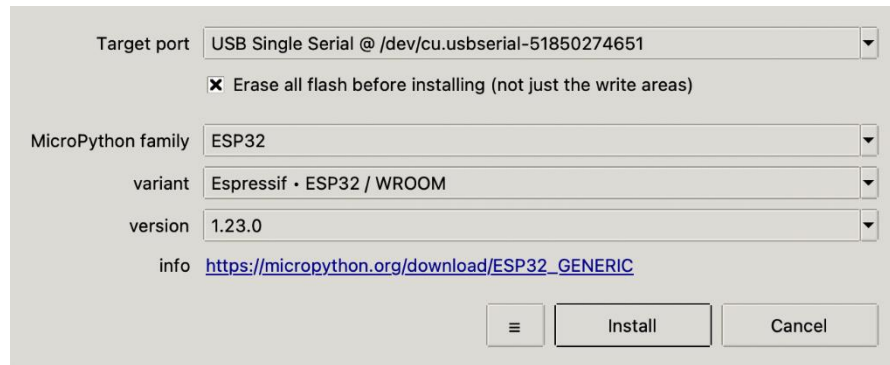 Target port USB Single Serial @ /dev/cu.usbserial-51850274651
Erase all flash before installing (not just the write areas)
MicroPython family ESP32
variant Espressif • ESP32 / WROOM
version 1.23.0
info https://micropython.org/download/ESP32_GENERIC
≡ Install Cancel